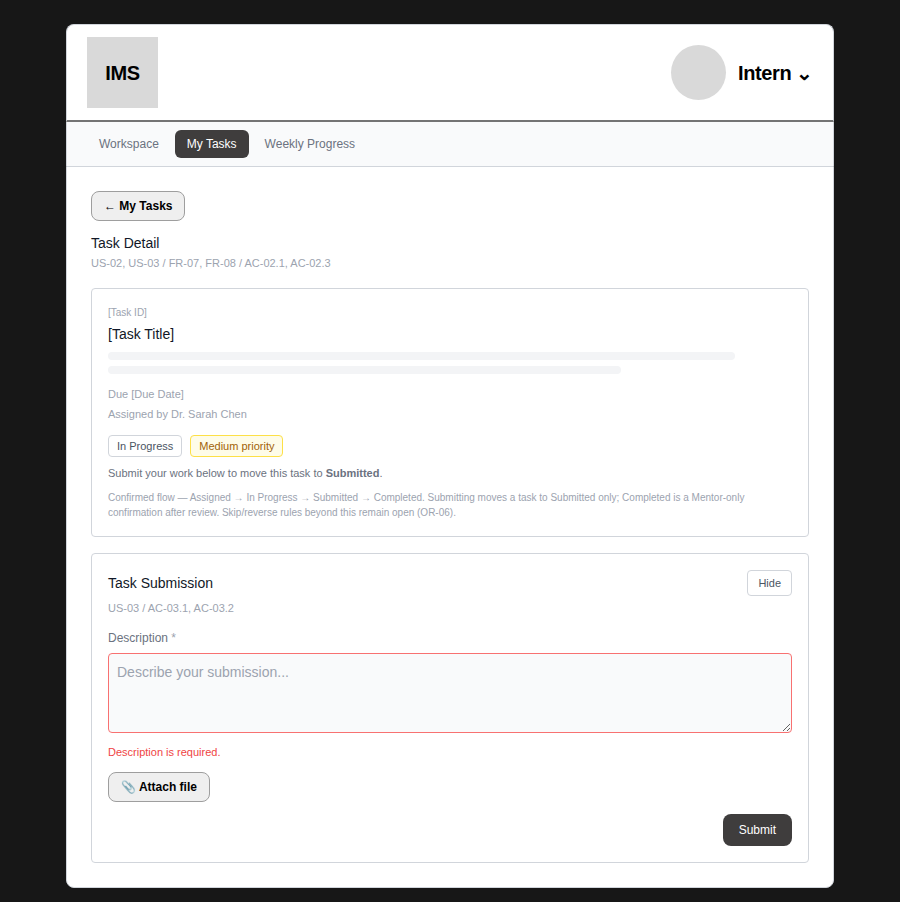 IMS
Intern
Workspace
My Tasks
Weekly Progress
← My Tasks
Task Detail
US-02, US-03 / FR-07, FR-08 / AC-02.1, AC-02.3
[Task ID]
[Task Title]
Due [Due Date]
Assigned by Dr. Sarah Chen
In Progress
Medium priority
Submit your work below to move this task to Submitted.
Confirmed flow — Assigned → In Progress → Submitted → Completed. Submitting moves a task to Submitted only; Completed is a Mentor-only
confirmation after review. Skip/reverse rules beyond this remain open (OR-06).
Task Submission
Hide
US-03 / AC-03.1, AC-03.2
Description *
Describe your submission...
Description is required.
📎 Attach file
Submit